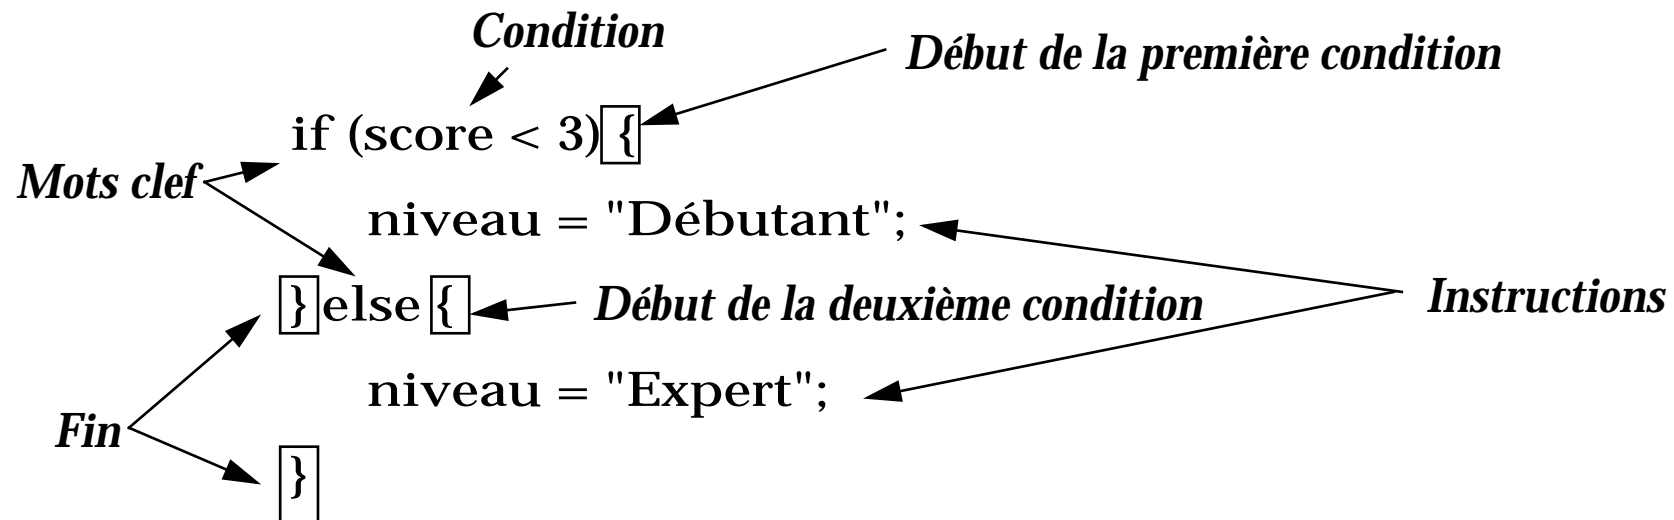 Condition
Début de la première condition
if (score < 3) {
Mots clef
niveau = "Débutant";
} else {
Début de la deuxième condition
Instructions
niveau = "Expert";
Fin
}